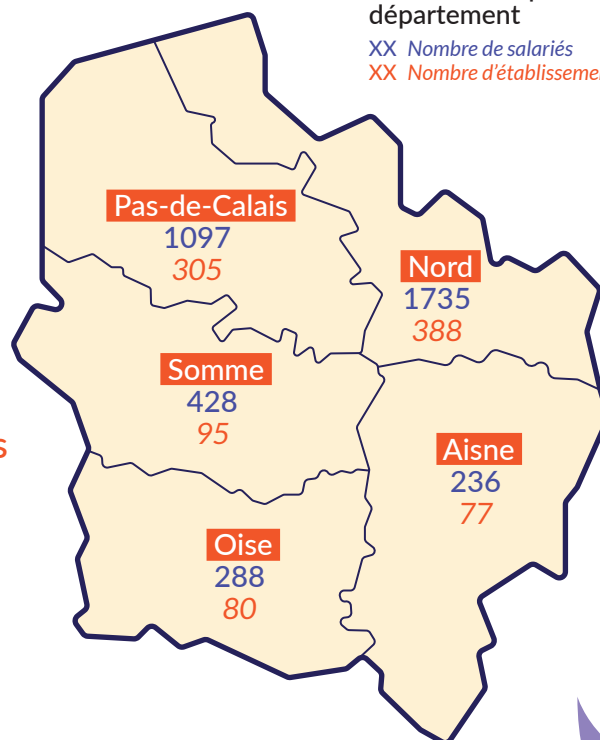 département
XX Nombre de salariés
XX Nombre d'établisseme
Pas-de-Calais
1097
305
Nord
1735
388
Somme
428
95
s
Aisne
236
77
Oise
288
80